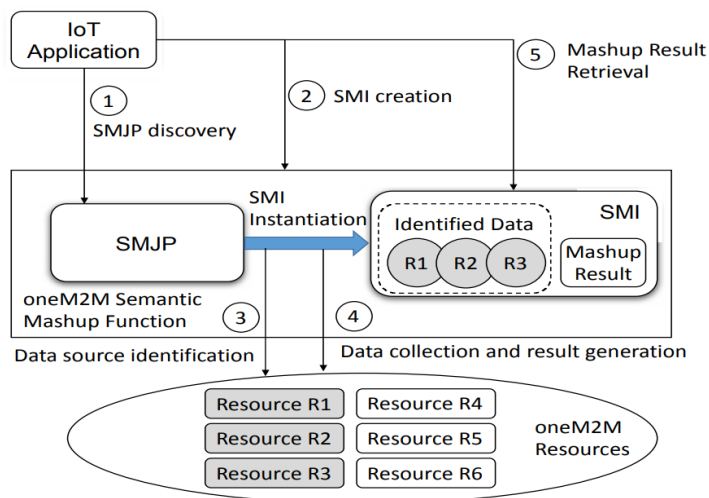 IoT
Application
1
SMJP discovery
2
SMI creation
5
Mashup Result
Retrieval
SMJP
SMI
Instantiation
SMI
Identified Data
R1
R2
R3
Mashup
Result
oneM2M Semantic
Mashup Function
3
4
Data source identification
Data collection and result generation
Resource R1
Resource R4
Resource R2
Resource R5
Resource R3
Resource R6
oneM2M
Resources